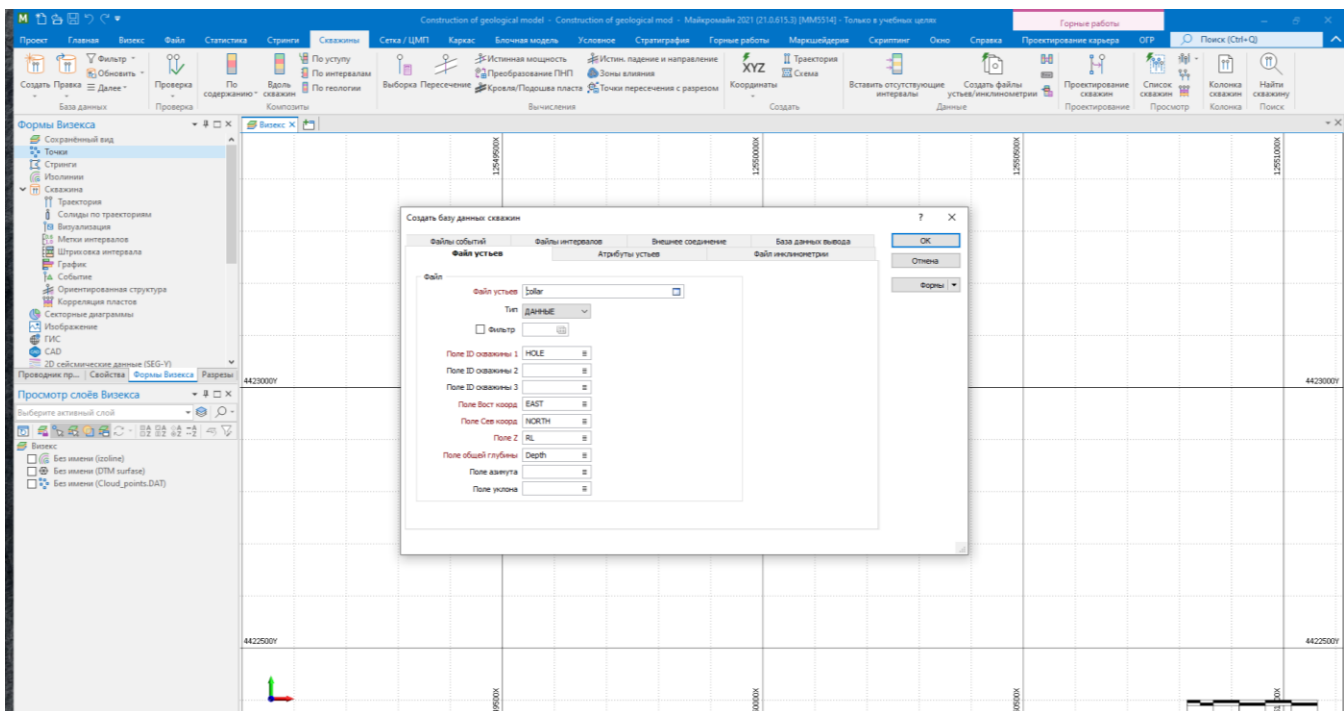 Construction of geological model - Construction of geological mod - Майкромайн 2021 (21.0.615.3) [MM5514] - Только в учебных целях
Горные работы
Проект Главная Визекс Файл Статистика Стринги Скважины Сетка / ЦМП Каркас Блочная модель Условное Стратиграфия Горные работы Маркшейдерия Скриптинг Окно Справка Проектирование карьера ОГР Поиск (Ctrl+Q)
Создать Правка Фильтр Обновить Далее
Проверка
По содержанию
Вдоль скважин
По уступу
По интервалам
По геологии
Выборка Пересечение
Истинная мощность
Преобразование ПНП
Кровля/Подошва пласта
Истин. падение и направление
Зоны влияния
Точки пересечения с разрезом
XYZ
Координаты
Траектория
Схема
Вставить отсутствующие интервалы
Создать файлы устьев/инклинометрии
Проектирование скважин
Список скважин
Колонка скважин
Найти скважину
База данных Проверка Композиты Вычисления Создать Данные Проектирование Просмотр Колонка Поиск
Формы Визекса
Визекс
Сохранённый вид
Точки
Стринги
Изолинии
Скважина
Траектория
Солиды по траекториям
Визуализация
Метки интервалов
Штриховка интервала
График
Событие
Ориентированная структура
Корреляция пластов
Секторные диаграммы
Изображение
ГИС
CAD
2D сейсмические данные (SEG-Y)
Проводник пр... Свойства Формы Визекса Разрезы
Просмотр слоёв Визекса
Выберите активный слой
Визекс
Без имени (izoline)
Без имени (DTM surfase)
Без имени (Cloud_points.DAT)
12549500X
12550000X
12550500X
12551000X
Создать базу данных скважин
? X
Файлы событий Файлы интервалов Внешнее соединение База данных вывода
Файл устьев Атрибуты устьев Файл инклинометрии
OK
Отмена
Формы
Файл
Файл устьев collar
Тип ДАННЫЕ
Фильтр
Поле ID скважины 1 HOLE
Поле ID скважины 2
Поле ID скважины 3
Поле Вост коорд EAST
Поле Сев коорд NORTH
Поле Z RL
Поле общей глубины Depth
Поле азимута
Поле уклона
4423000Y
4423000Y
4422500Y
4422500Y